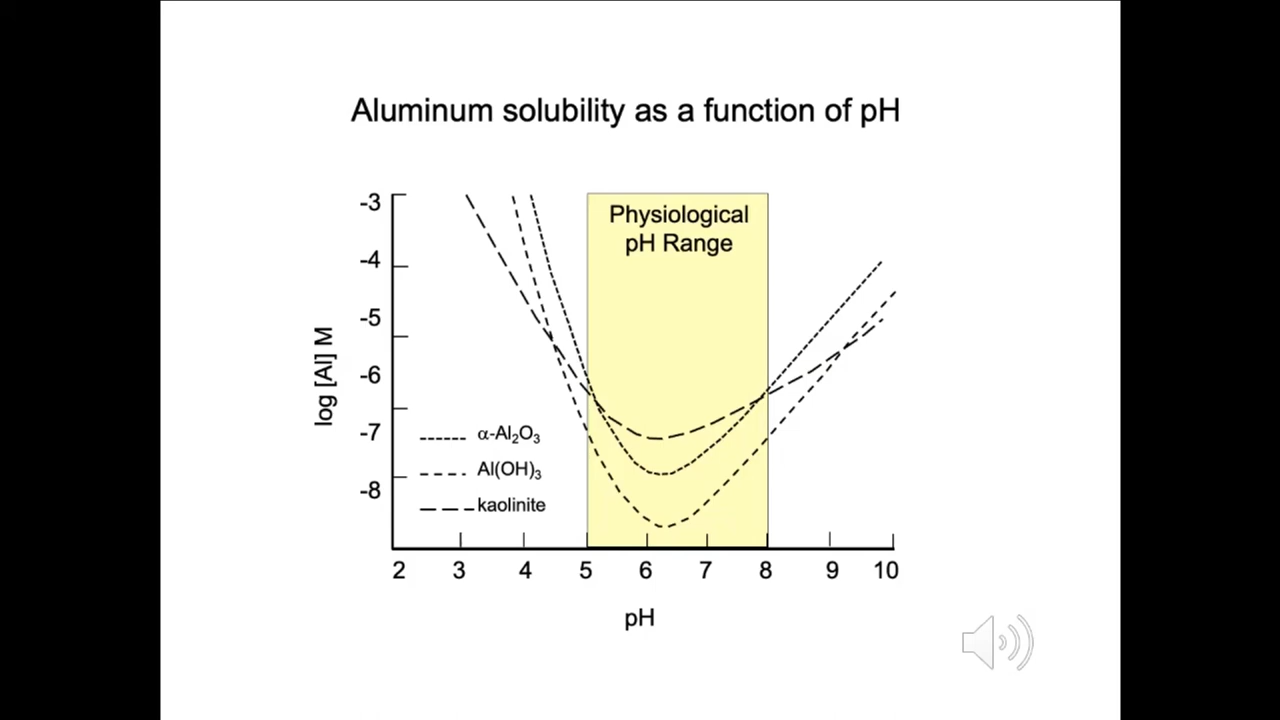 Aluminum solubility as a function of pH
Physiological
pH Range
-3
-4
-5
-6
-7
-8
log [Al] M
α-Al₂O₃
Al(OH)₃
kaolinite
2 3 4 5 6 7 8 9 10
pH